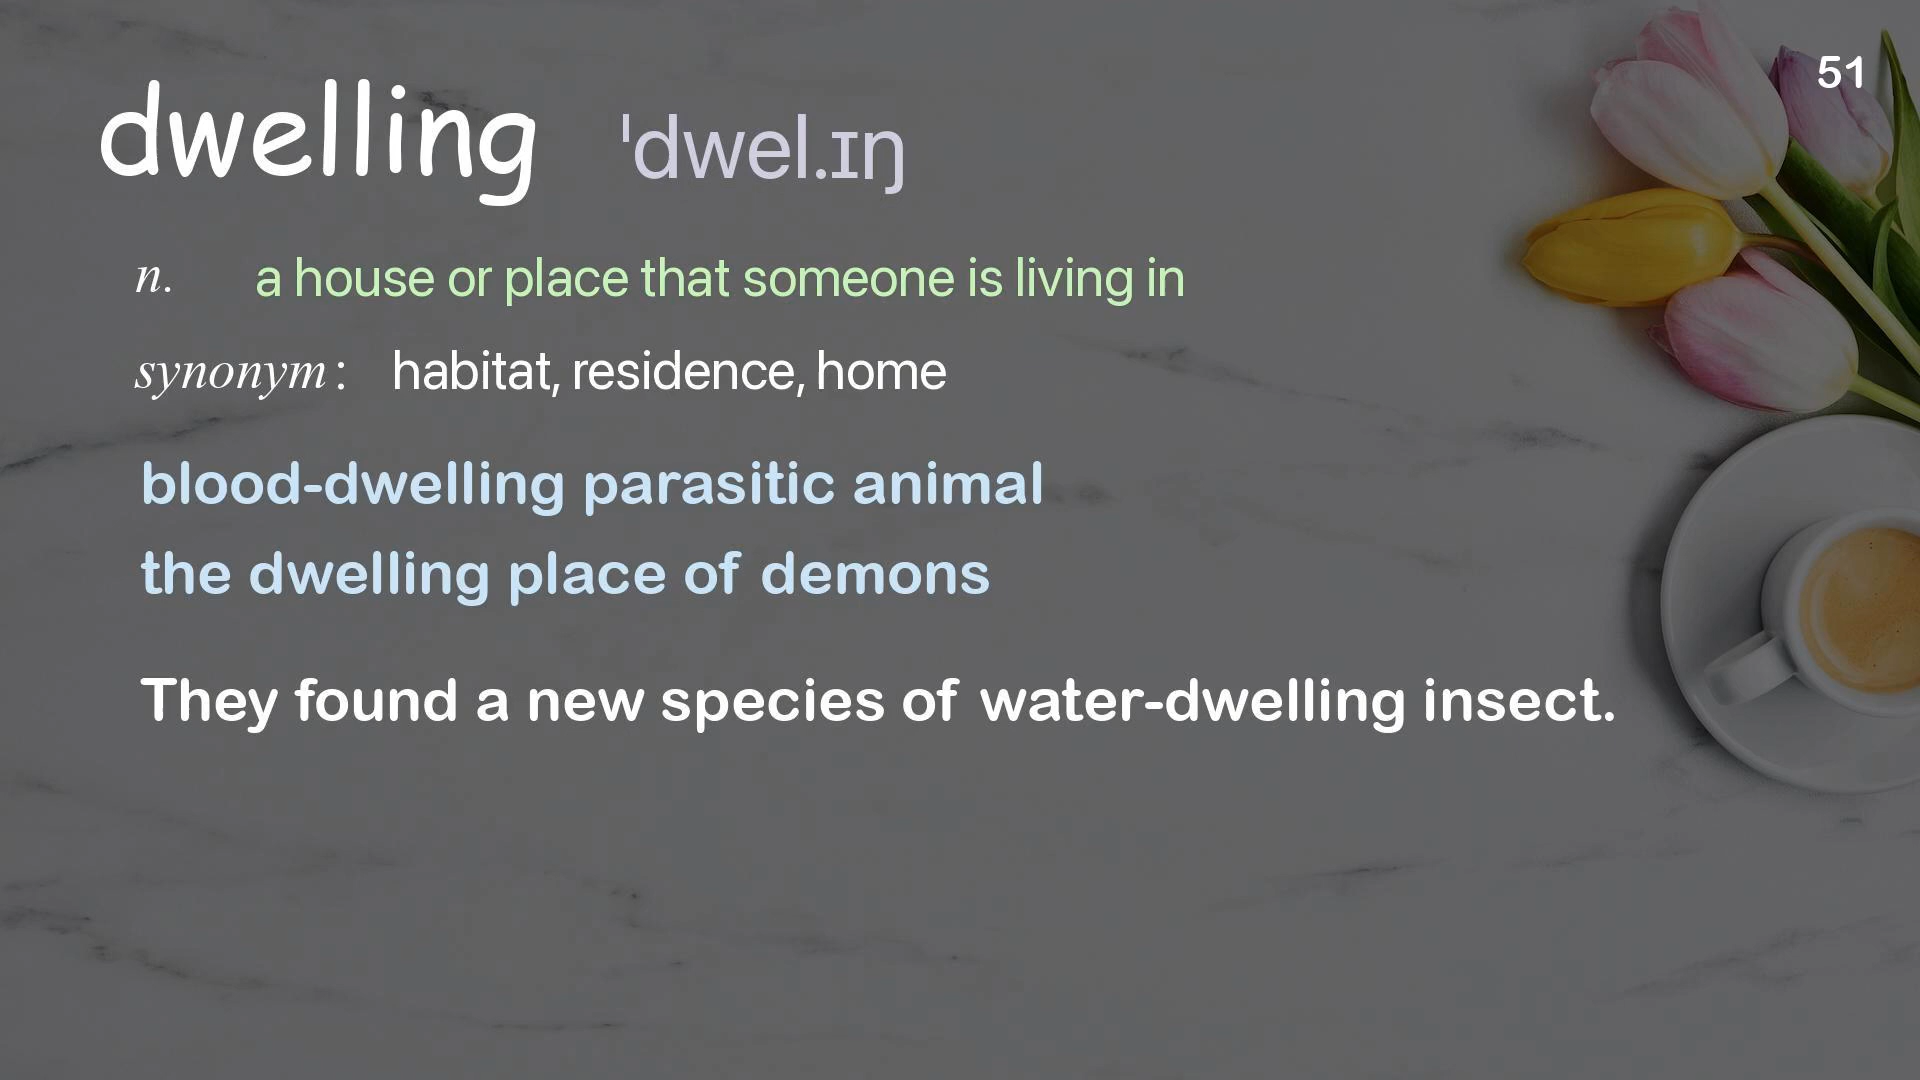 51
dwelling ˈdwel.ɪŋ
n. a house or place that someone is living in
synonym: habitat, residence, home
blood-dwelling parasitic animal
the dwelling place of demons
They found a new species of water-dwelling insect.